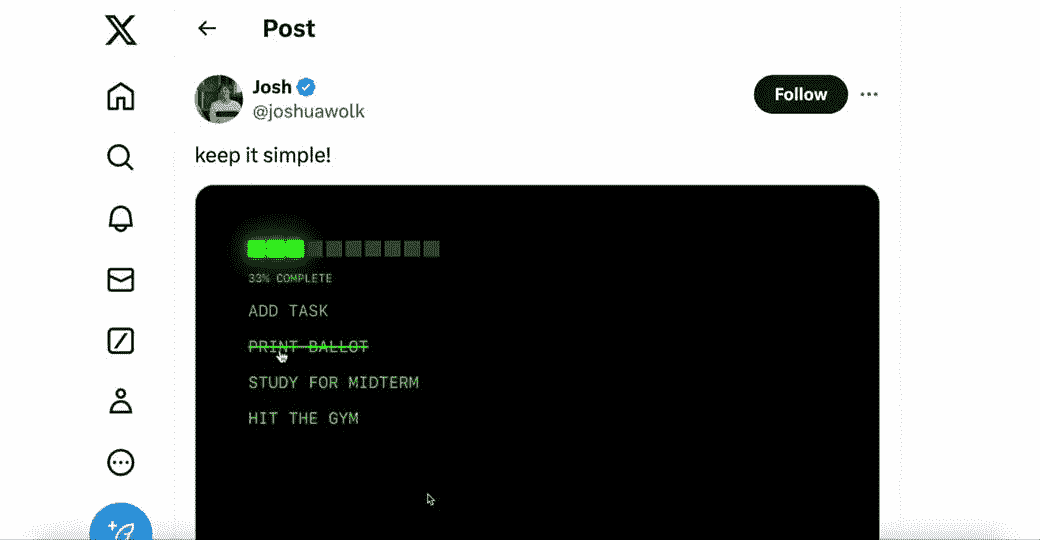 Post
Josh
@joshuawolk
Follow
keep it simple!
33% COMPLETE
ADD TASK
PRINT BALLOT
STUDY FOR MIDTERM
HIT THE GYM